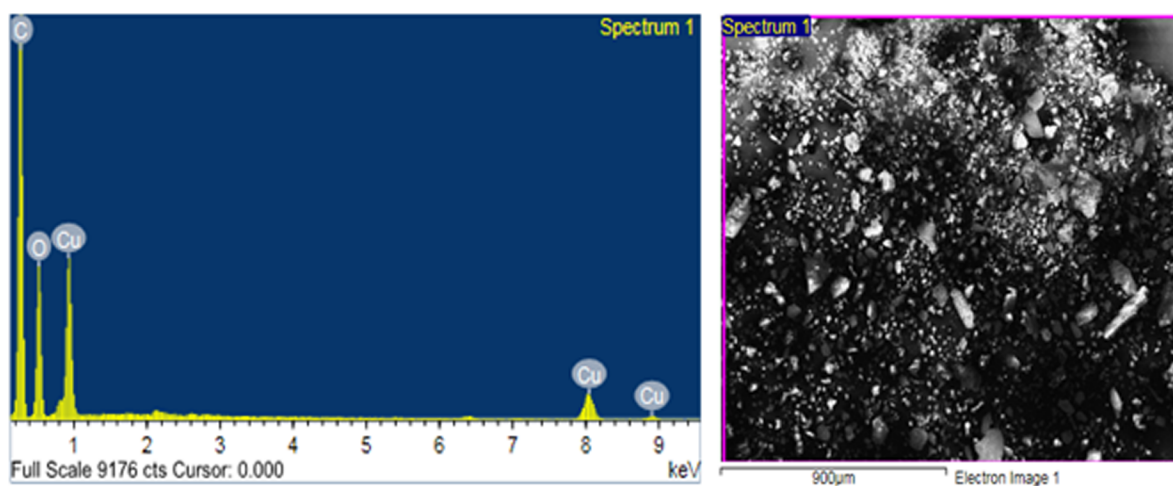 C
Spectrum 1
O
Cu
Cu
Cu
1 2 3 4 5 6 7 8 9
Full Scale 9176 cts Cursor: 0.000
keV
Spectrum 1
900µm
Electron Image 1